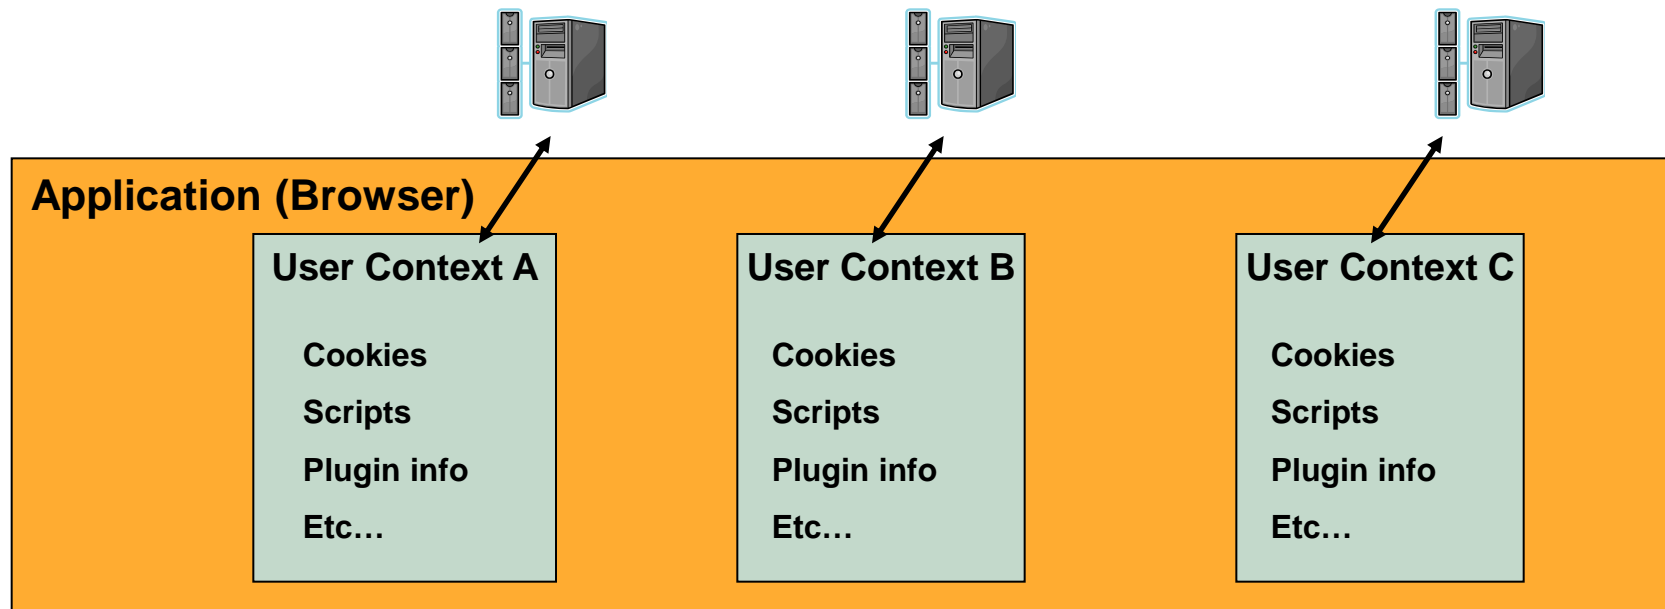 Application (Browser)
User Context A
Cookies
Scripts
Plugin info
Etc…
User Context B
Cookies
Scripts
Plugin info
Etc…
User Context C
Cookies
Scripts
Plugin info
Etc…